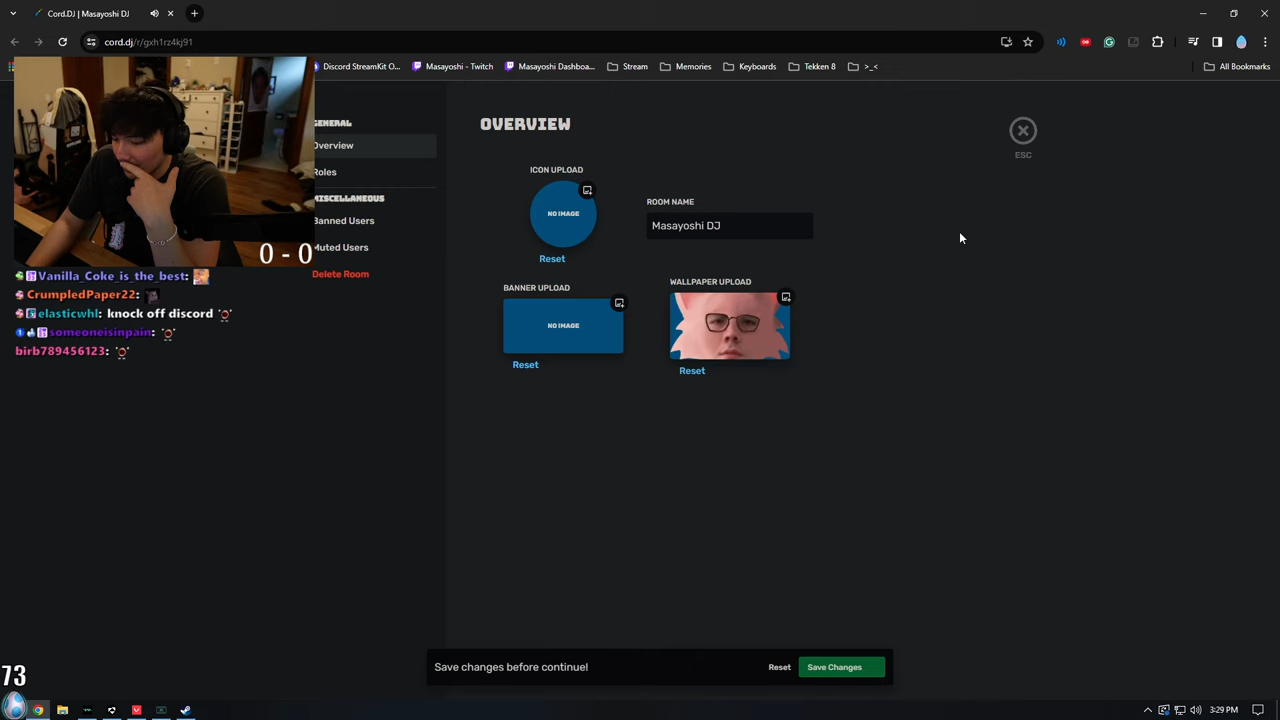 Cord.DJ | Masayoshi DJ
cord.dj/r/gxh1rz4kj91
Discord StreamKit O...
Masayoshi - Twitch
Masayoshi Dashboa...
Stream
Memories
Keyboards
Tekken 8
>_<
All Bookmarks
GENERAL
Overview
Roles
MISCELLANEOUS
Banned Users
Muted Users
Delete Room
OVERVIEW
ESC
ICON UPLOAD
NO IMAGE
Reset
ROOM NAME
Masayoshi DJ
BANNER UPLOAD
NO IMAGE
Reset
WALLPAPER UPLOAD
Reset
0 - 0
Vanilla_Coke_is_the_best:
CrumpledPaper22:
elasticwhl: knock off discord
someoneisinpain:
birb789456123:
Save changes before continue!
Reset
Save Changes
73
3:29 PM